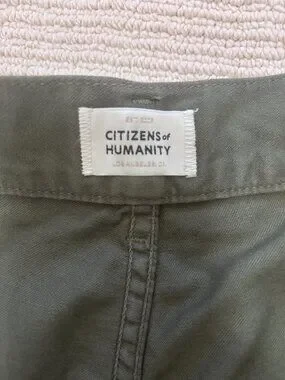 CITIZENS of
HUMANITY
LOS ANGELES, CA